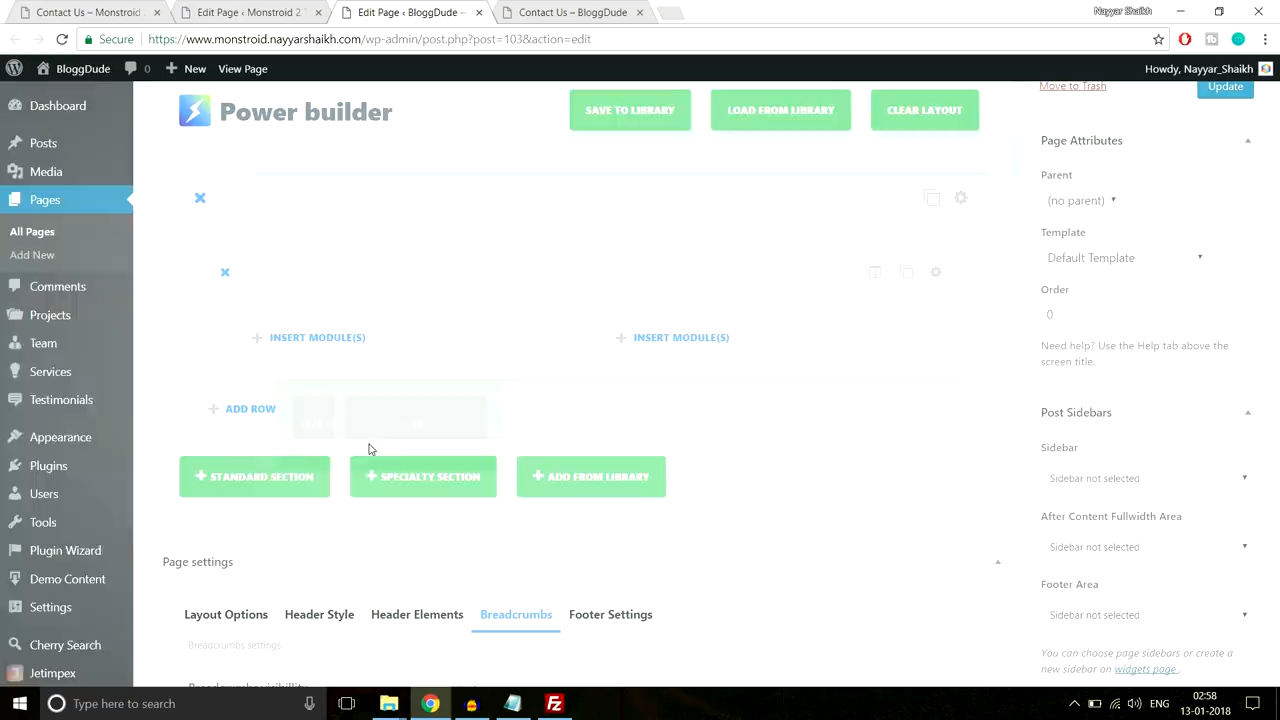 Contact Us – Monstroid
Edit Page ‹ Monstroid 2
Edit Page ‹ BloggDude –
Contact Us – BloggDude
Nayyar Shaikh
Secure
https://www.monstroid.nayyarshaikh.com/wp-admin/post.php?post=103&action=edit
BloggDude
0
New
View Page
Howdy, Nayyar_Shaikh
Dashboard
Posts
Media
Pages
All Pages
Add New
Comments
Projects
Team
Services
Testimonials
Appearance
Plugins
Users
Tools
Plugin Wizard
Demo Content
Settings
Cherry Search
Jetimpex
Power builder
SAVE TO LIBRARY
LOAD FROM LIBRARY
CLEAR LAYOUT
INSERT MODULE(S)
INSERT MODULE(S)
ADD ROW
STANDARD SECTION
SPECIALTY SECTION
ADD FROM LIBRARY
Page settings
Layout Options
Header Style
Header Elements
Breadcrumbs
Footer Settings
Breadcrumbs settings
Move to Trash
Update
Page Attributes
Parent
(no parent)
Template
Default Template
Order
0
Need help? Use the Help tab above the
screen title.
Post Sidebars
Sidebar
Sidebar not selected
After Content Fullwidth Area
Sidebar not selected
Footer Area
Sidebar not selected
You can choose page sidebars or create a
new sidebar on widgets page .
Type here to search
ENG
02:58
13-01-2018